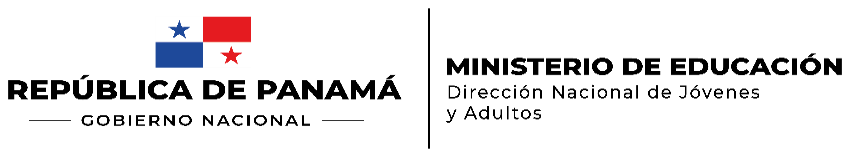 REPÚBLICA DE PANAMÁ
GOBIERNO NACIONAL
MINISTERIO DE EDUCACIÓN
Dirección Nacional de Jóvenes
y Adultos